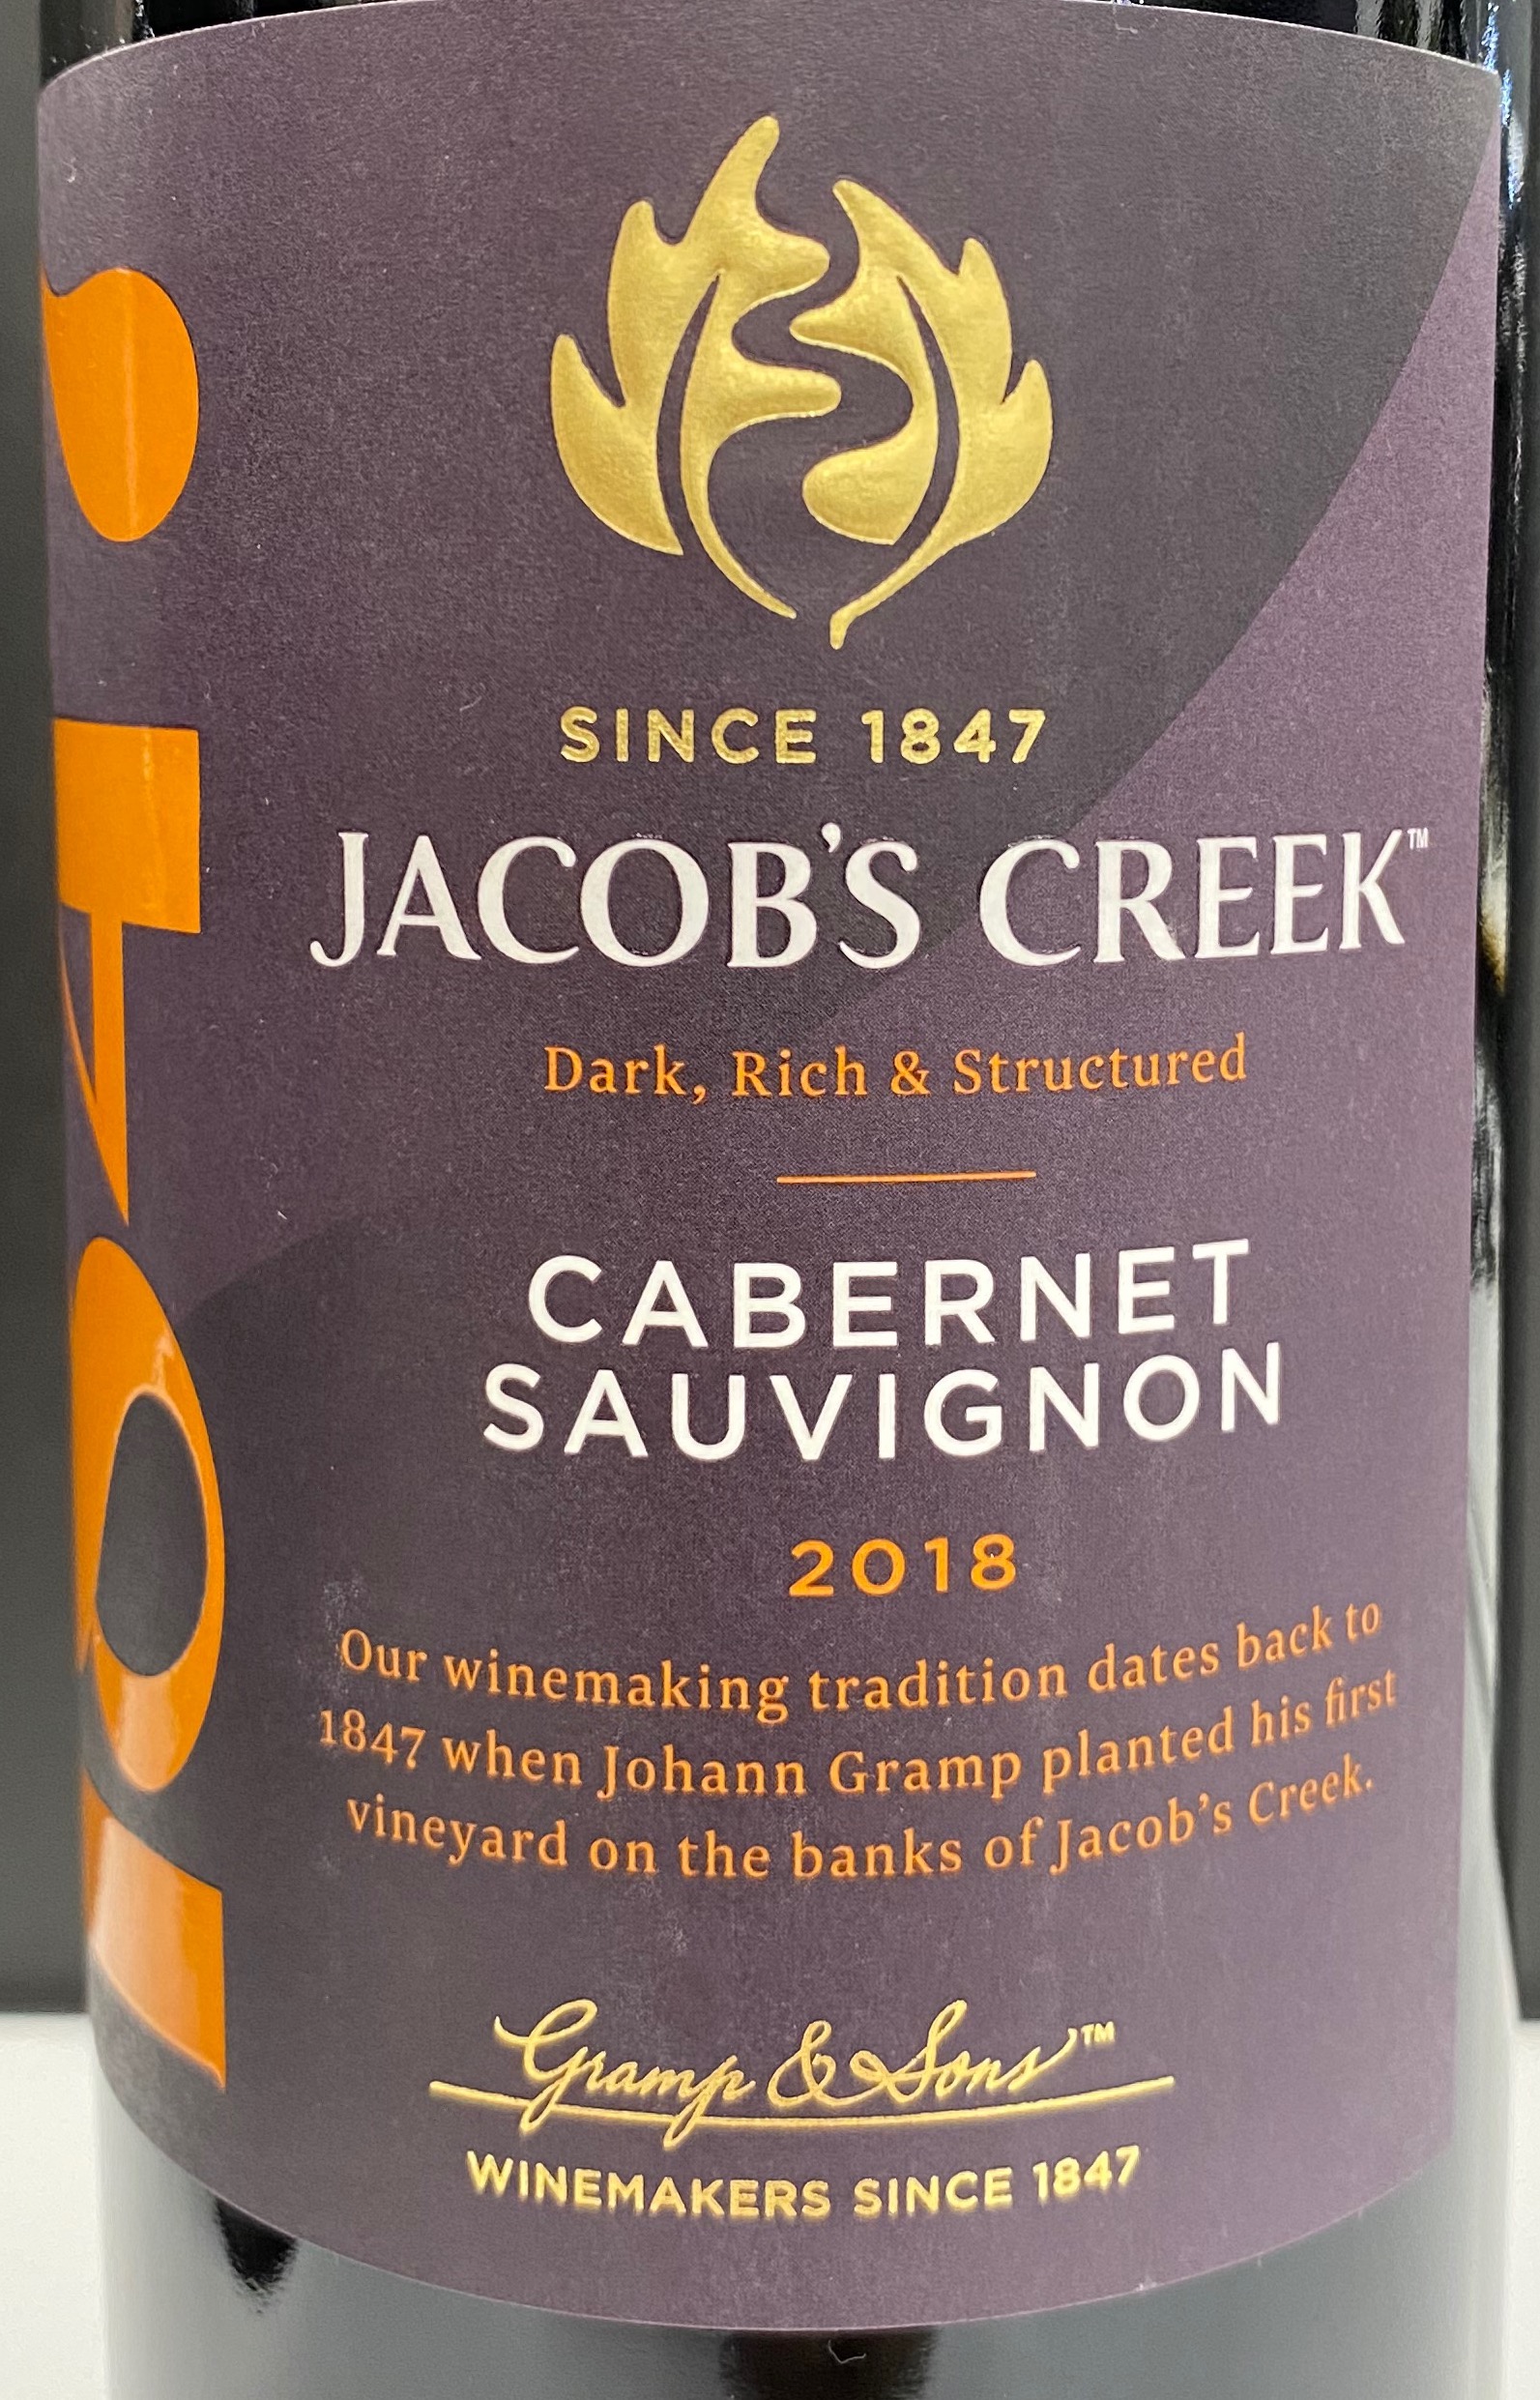 SINCE 1847
JACOB'S CREEK™
Dark, Rich & Structured
CABERNET
SAUVIGNON
2018
Our winemaking tradition dates back to
1847 when Johann Gramp planted his first
vineyard on the banks of Jacob's Creek.
Gramp & Sons™
WINEMAKERS SINCE 1847